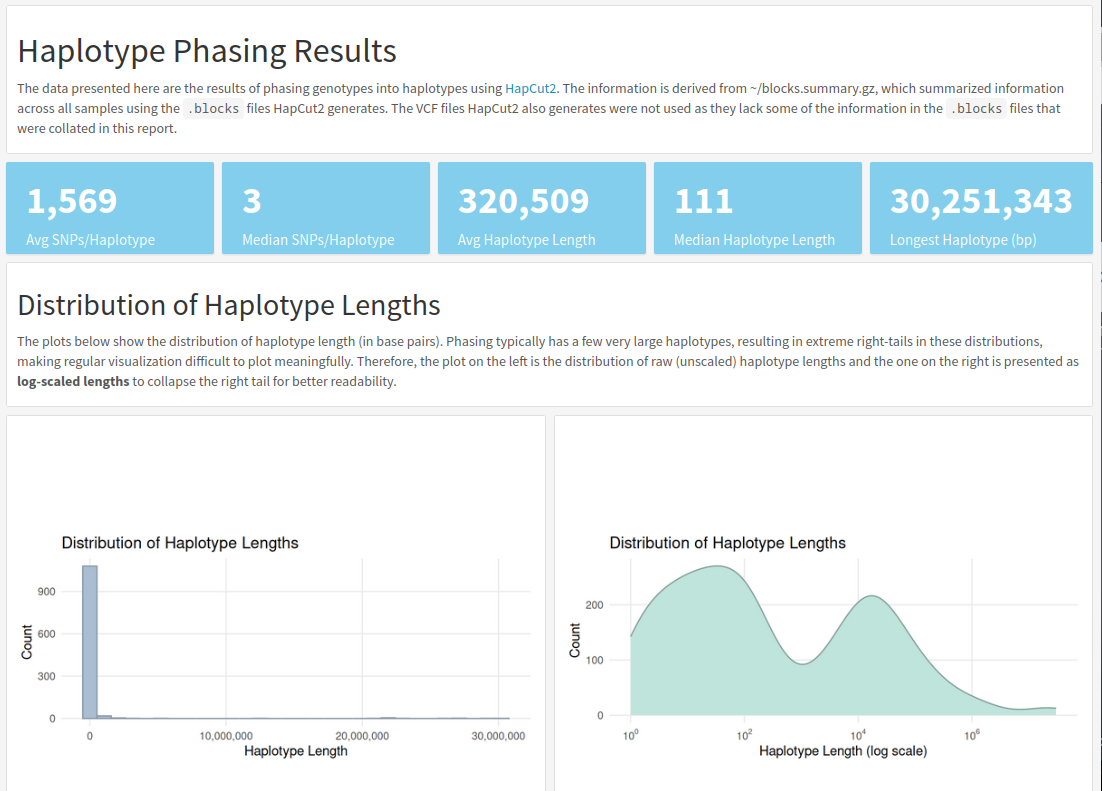 Haplotype Phasing Results
The data presented here are the results of phasing genotypes into haplotypes using HapCut2. The information is derived from ~/blocks.summary.gz, which summarized information
across all samples using the .blocks files HapCut2 generates. The VCF files HapCut2 also generates were not used as they lack some of the information in the .blocks files that
were collated in this report.
1,569
Avg SNPs/Haplotype
3
Median SNPs/Haplotype
320,509
Avg Haplotype Length
111
Median Haplotype Length
30,251,343
Longest Haplotype (bp)
Distribution of Haplotype Lengths
The plots below show the distribution of haplotype length (in base pairs). Phasing typically has a few very large haplotypes, resulting in extreme right-tails in these distributions,
making regular visualization difficult to plot meaningfully. Therefore, the plot on the left is the distribution of raw (unscaled) haplotype lengths and the one on the right is presented as
log-scaled lengths to collapse the right tail for better readability.
Distribution of Haplotype Lengths
Count
900
600
300
0
0 10,000,000 20,000,000 30,000,000
Haplotype Length
Distribution of Haplotype Lengths
Count
200
100
0
10⁰ 10² 10⁴ 10⁶
Haplotype Length (log scale)